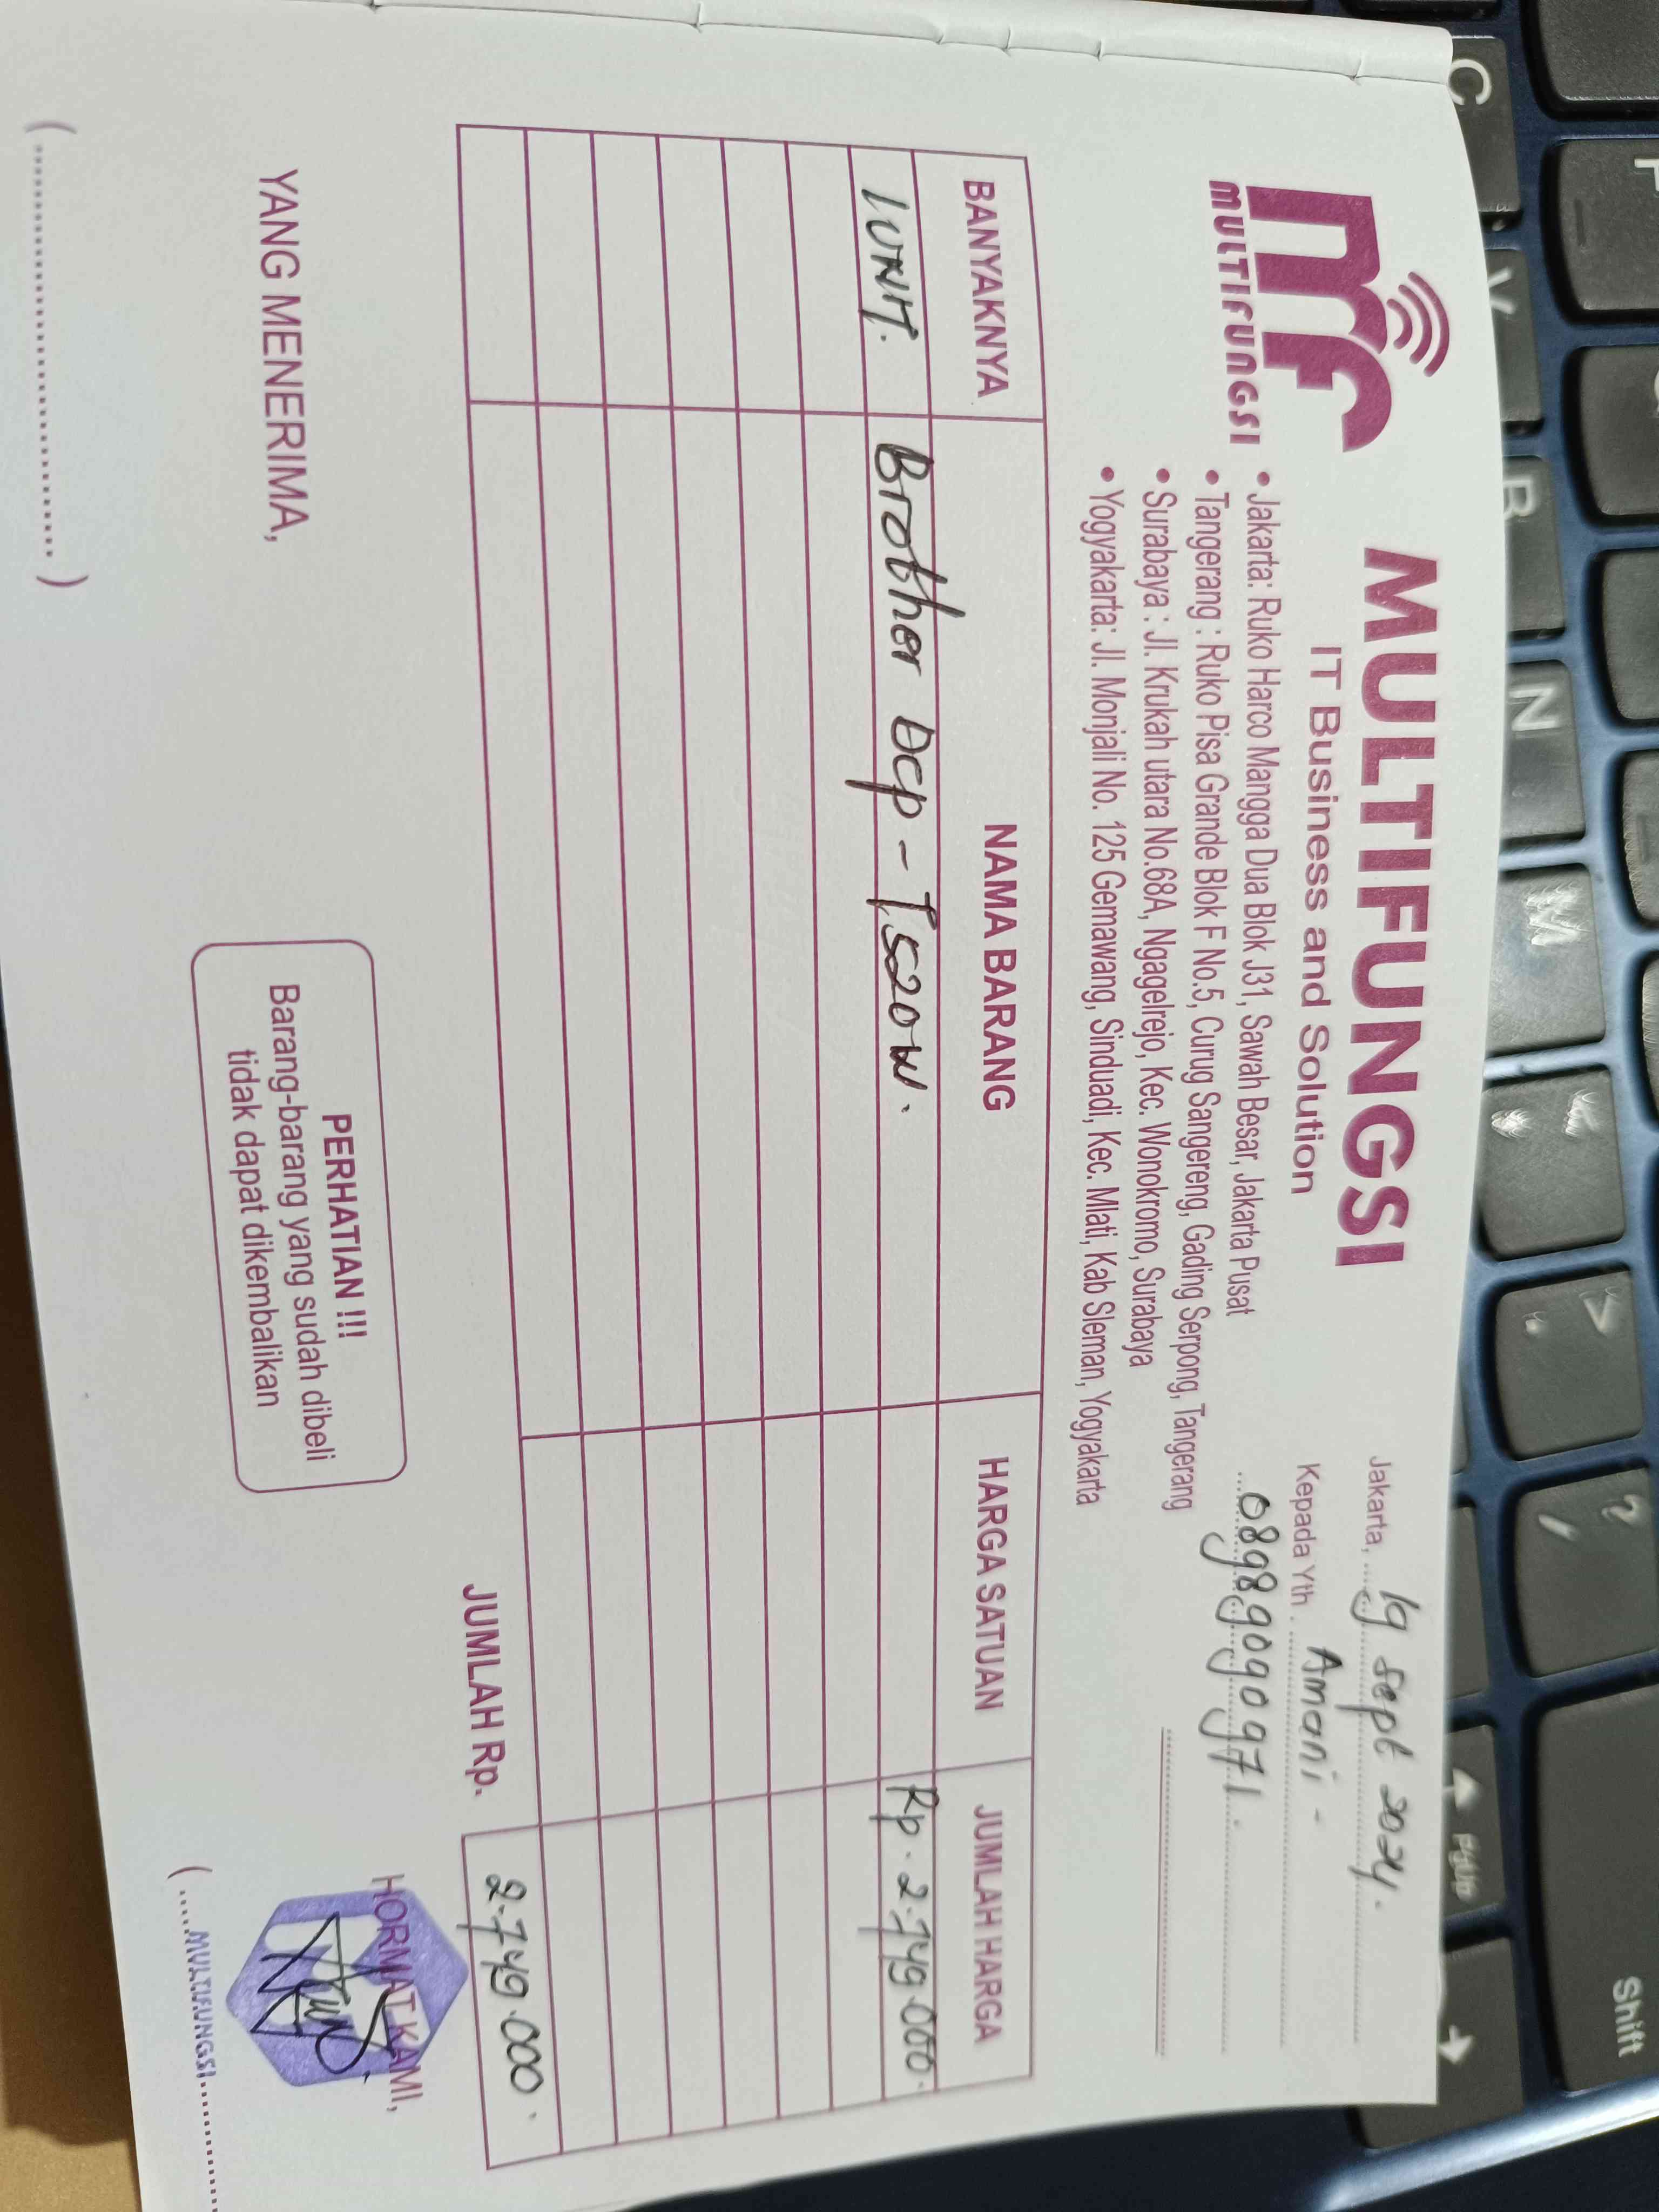 MULTIFUNGSI
MULTIFUNGSI
IT Business and Solution
• Jakarta: Ruko Harco Mangga Dua Blok J31, Sawah Besar, Jakarta Pusat
• Tangerang : Ruko Pisa Grande Blok F No.5, Curug Sangereng, Gading Serpong, Tangerang
• Surabaya : Jl. Krukah utara No.68A, Ngagelrejo, Kec. Wonokromo, Surabaya
• Yogyakarta: Jl. Monjali No. 125 Gemawang, Sinduadi, Kec. Mlati, Kab Sleman, Yogyakarta
Jakarta, 19 Sept 2024.
Kepada Yth. Amani -
08989090971.
BANYAKNYA NAMA BARANG HARGA SATUAN JUMLAH HARGA
1 UNIT. Brother DCP - T520W. Rp. 2.749.000.
JUMLAH Rp. 2.749.000.
YANG MENERIMA,
(..............................)
PERHATIAN !!!
Barang-barang yang sudah dibeli
tidak dapat dikembalikan
HORMAT KAMI,
(.....MULTIFUNGSI..........
C
V
B
N
M
<
,
>
.
?
/
PgUp
Shift